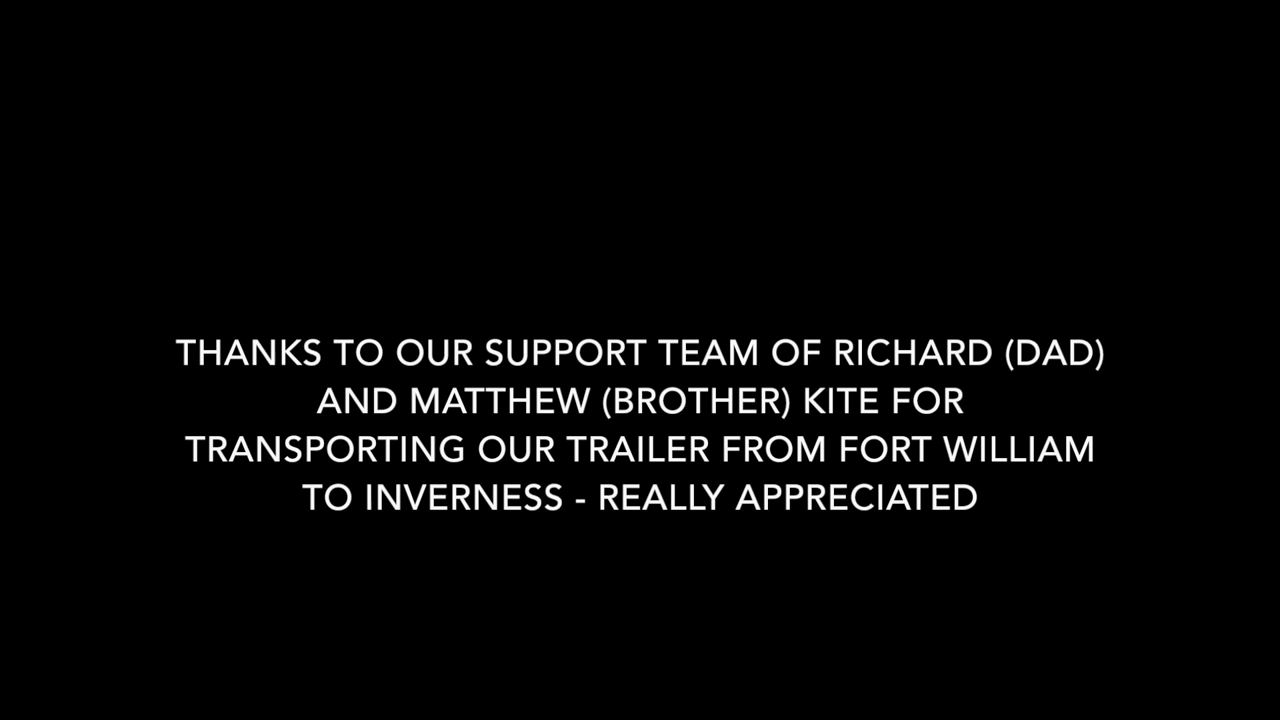 THANKS TO OUR SUPPORT TEAM OF RICHARD (DAD)
AND MATTHEW (BROTHER) KITE FOR
TRANSPORTING OUR TRAILER FROM FORT WILLIAM
TO INVERNESS - REALLY APPRECIATED